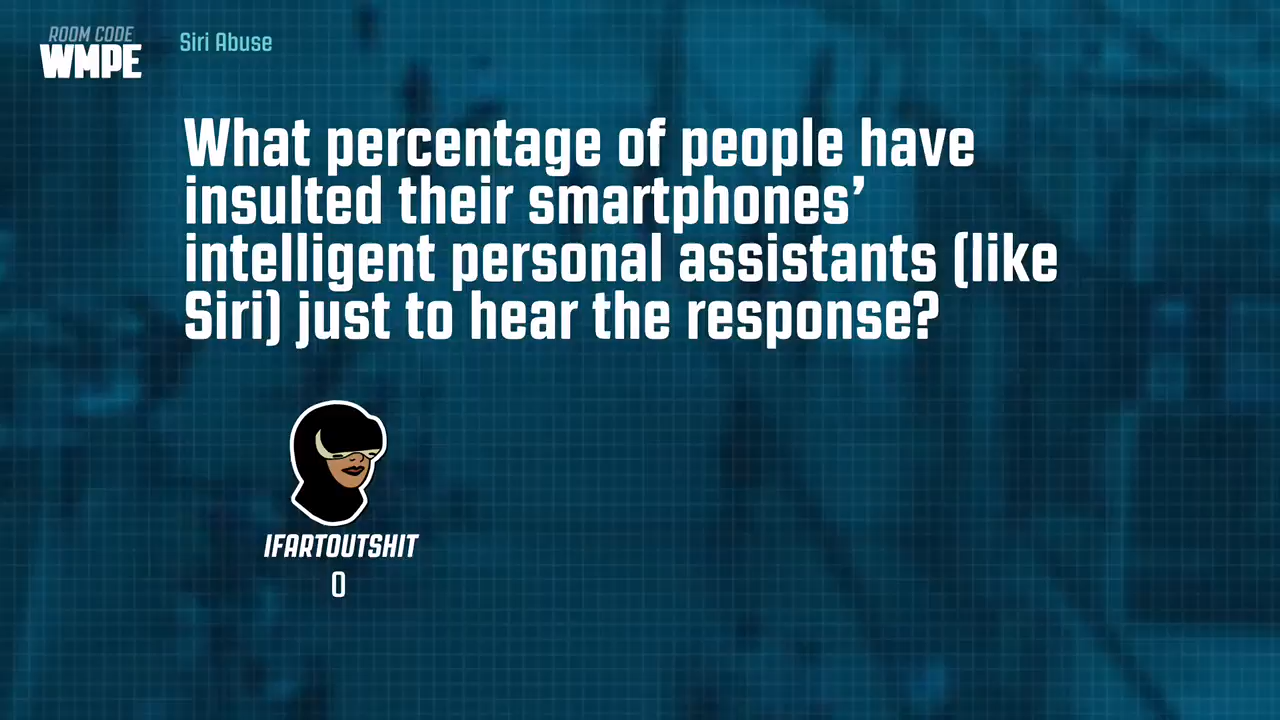 ROOM CODE
WMPE
Siri Abuse
What percentage of people have
insulted their smartphones’
intelligent personal assistants (like
Siri) just to hear the response?
IFARTOUTSHIT
0